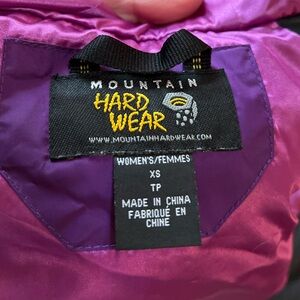 MOUNTAIN
HARD
WEAR
WWW.MOUNTAINHARDWEAR.COM
WOMEN'S/FEMMES
XS
TP
MADE IN CHINA
FABRIQUÉ EN
CHINE